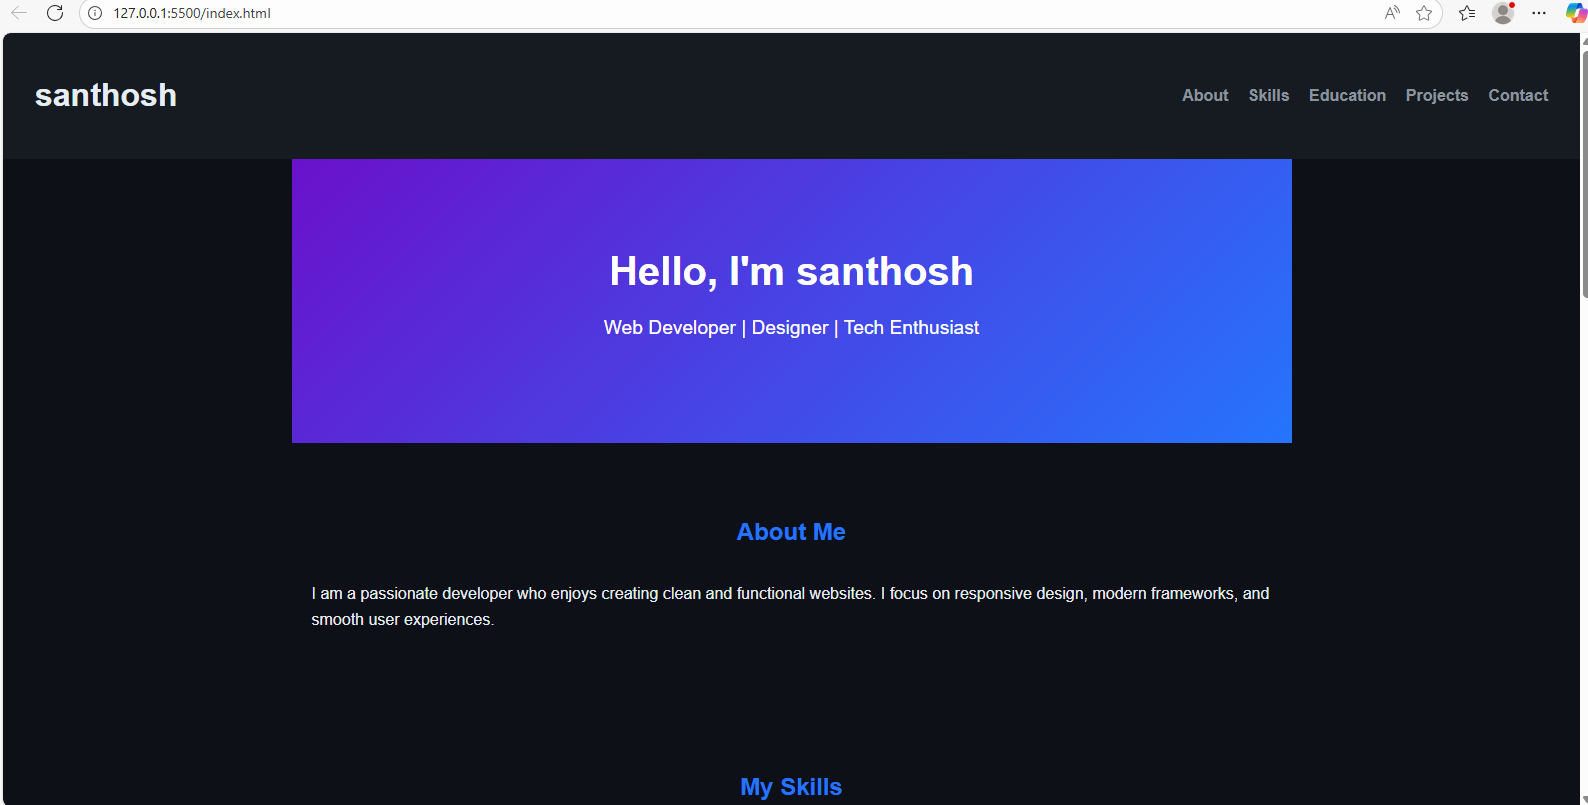 127.0.0.1:5500/index.html
santhosh
About Skills Education Projects Contact
Hello, I'm santhosh
Web Developer | Designer | Tech Enthusiast
About Me
I am a passionate developer who enjoys creating clean and functional websites. I focus on responsive design, modern frameworks, and
smooth user experiences.
My Skills